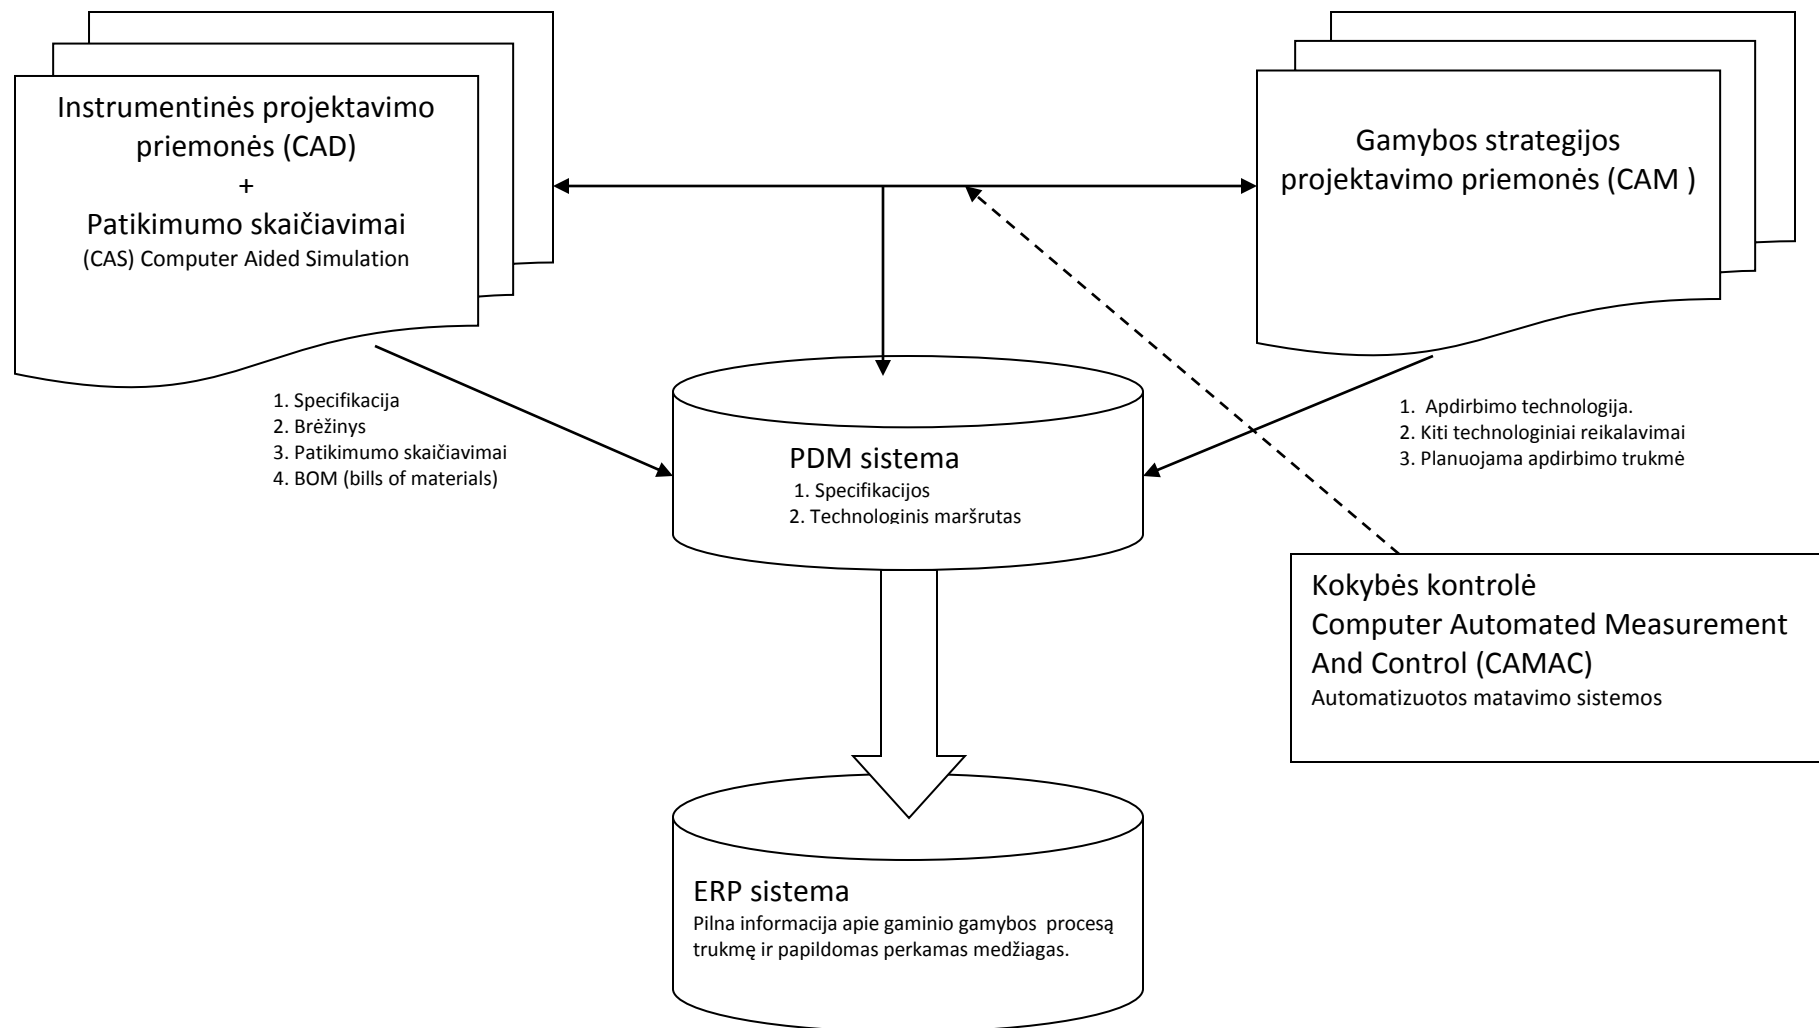 Instrumentinės projektavimo
priemonės (CAD)
+
Patikimumo skaičiavimai
(CAS) Computer Aided Simulation
Gamybos strategijos
projektavimo priemonės (CAM )
1. Specifikacija
2. Brėžinys
3. Patikimumo skaičiavimai
4. BOM (bills of materials)
PDM sistema
1. Specifikacijos
2. Technologinis maršrutas
1. Apdirbimo technologija.
2. Kiti technologiniai reikalavimai
3. Planuojama apdirbimo trukmė
Kokybės kontrolė
Computer Automated Measurement
And Control (CAMAC)
Automatizuotos matavimo sistemos
ERP sistema
Pilna informacija apie gaminio gamybos procesą
trukmę ir papildomas perkamas medžiagas.